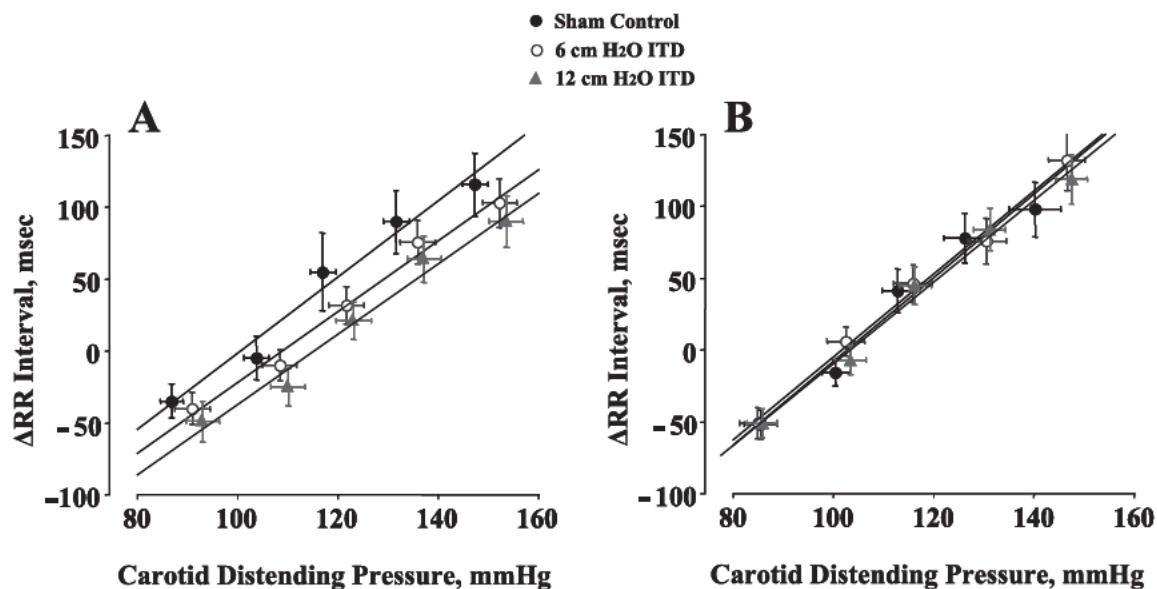 Sham Control
6 cm H2O ITD
12 cm H2O ITD
A
B
ΔRR Interval, msec
150
100
50
0
−50
−100
80 100 120 140 160
Carotid Distending Pressure, mmHg
ΔRR Interval, msec
150
100
50
0
−50
−100
80 100 120 140 160
Carotid Distending Pressure, mmHg